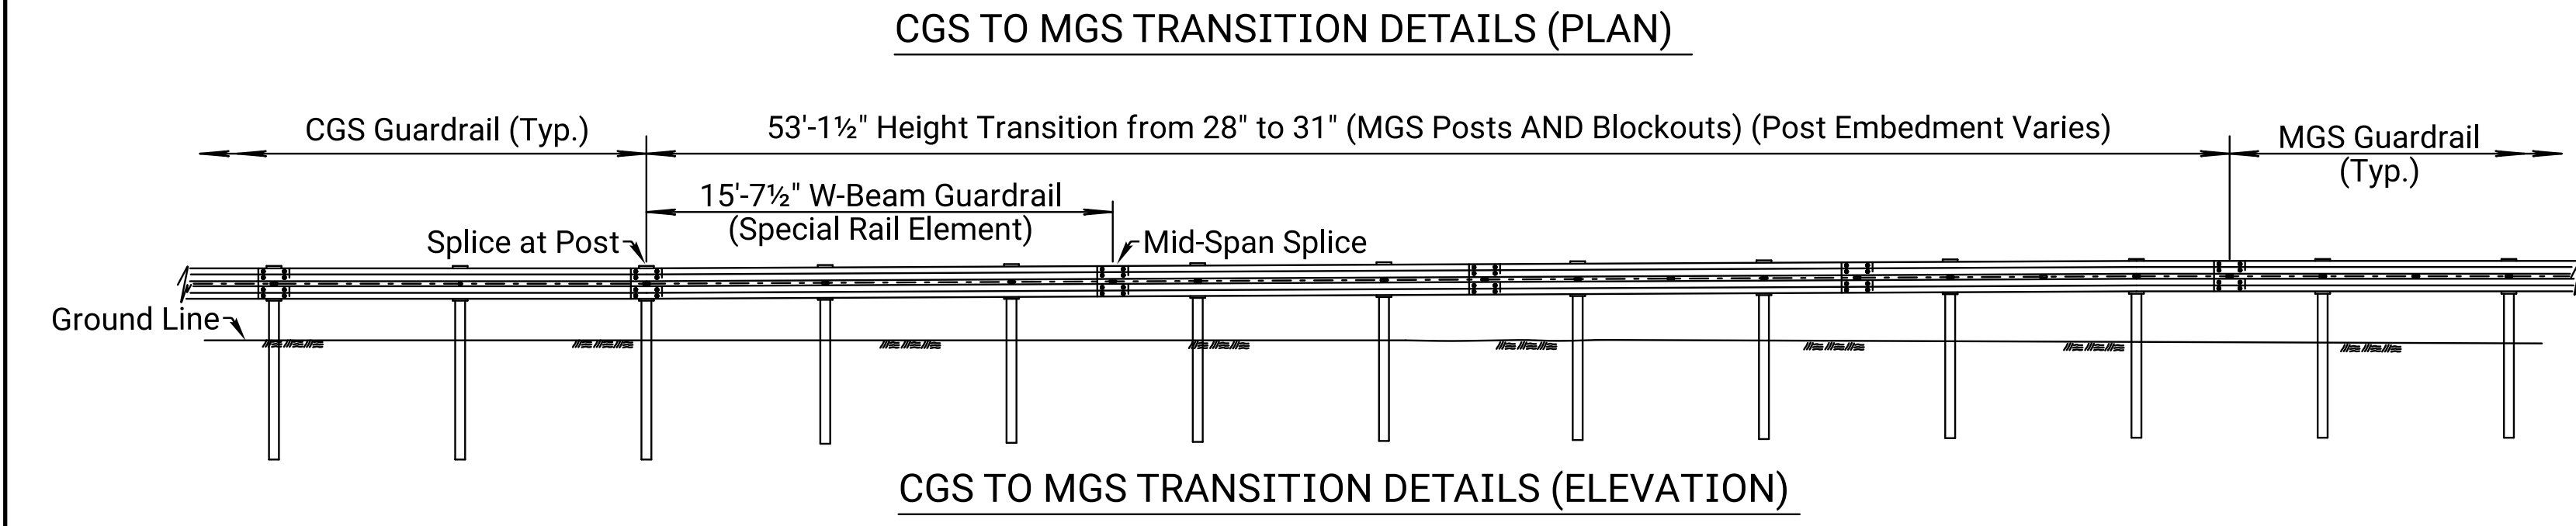 CGS TO MGS TRANSITION DETAILS (PLAN)
CGS Guardrail (Typ.)
53'-1½" Height Transition from 28" to 31" (MGS Posts AND Blockouts) (Post Embedment Varies)
MGS Guardrail
(Typ.)
15'-7½" W-Beam Guardrail
(Special Rail Element)
Splice at Post
Mid-Span Splice
Ground Line
CGS TO MGS TRANSITION DETAILS (ELEVATION)